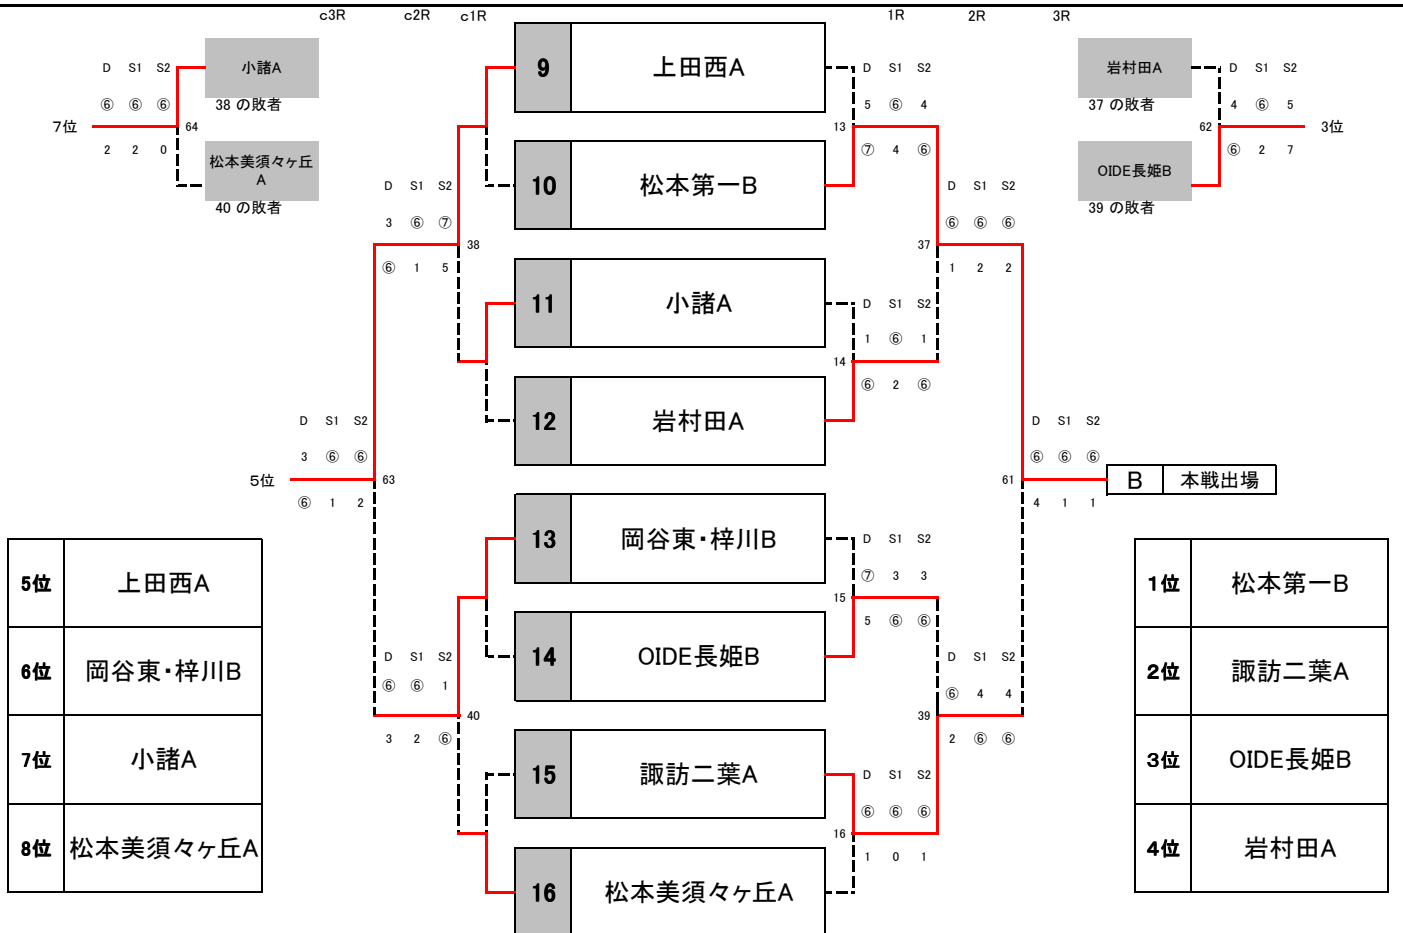 c3R c2R c1R 1R 2R 3R
D S1 S2 小諸A
⑥ ⑥ ⑥ 38 の敗者
7位 64
2 2 0 松本美須々ヶ丘
A
40 の敗者
岩村田A D S1 S2
37 の敗者 4 ⑥ 5
62 3位
OIDE長姫B ⑥ 2 7
39 の敗者
9 上田西A
D S1 S2
5 ⑥ 4
13
⑦ 4 ⑥
10 松本第一B
D S1 S2
3 ⑥ ⑦
38
⑥ 1 5
D S1 S2
⑥ ⑥ ⑥
37
1 2 2
11 小諸A
D S1 S2
1 ⑥ 1
14
⑥ 2 ⑥
12 岩村田A
D S1 S2
3 ⑥ ⑥
5位 63
⑥ 1 2
D S1 S2
⑥ ⑥ ⑥
61 B 本戦出場
4 1 1
13 岡谷東・梓川B
D S1 S2
⑦ 3 3
15
5 ⑥ ⑥
14 OIDE長姫B
D S1 S2
⑥ ⑥ 1
40
3 2 ⑥
D S1 S2
⑥ 4 4
39
2 ⑥ ⑥
15 諏訪二葉A
D S1 S2
⑥ ⑥ ⑥
16
1 0 1
16 松本美須々ヶ丘A
5位 上田西A
6位 岡谷東・梓川B
7位 小諸A
8位 松本美須々ヶ丘A
1位 松本第一B
2位 諏訪二葉A
3位 OIDE長姫B
4位 岩村田A